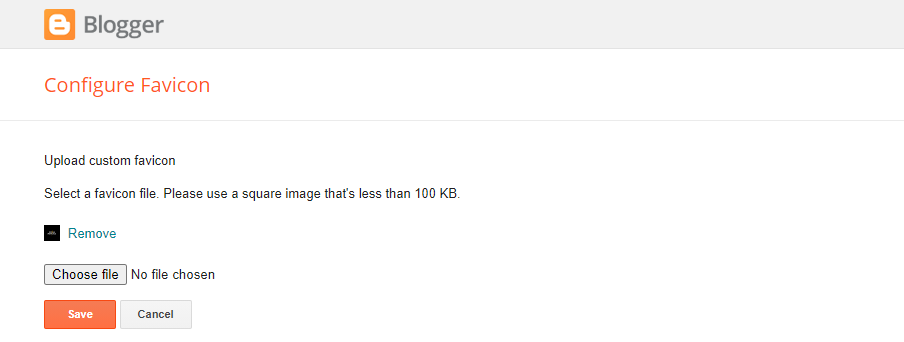 Blogger
Configure Favicon
Upload custom favicon
Select a favicon file. Please use a square image that's less than 100 KB.
Remove
Choose file No file chosen
Save Cancel